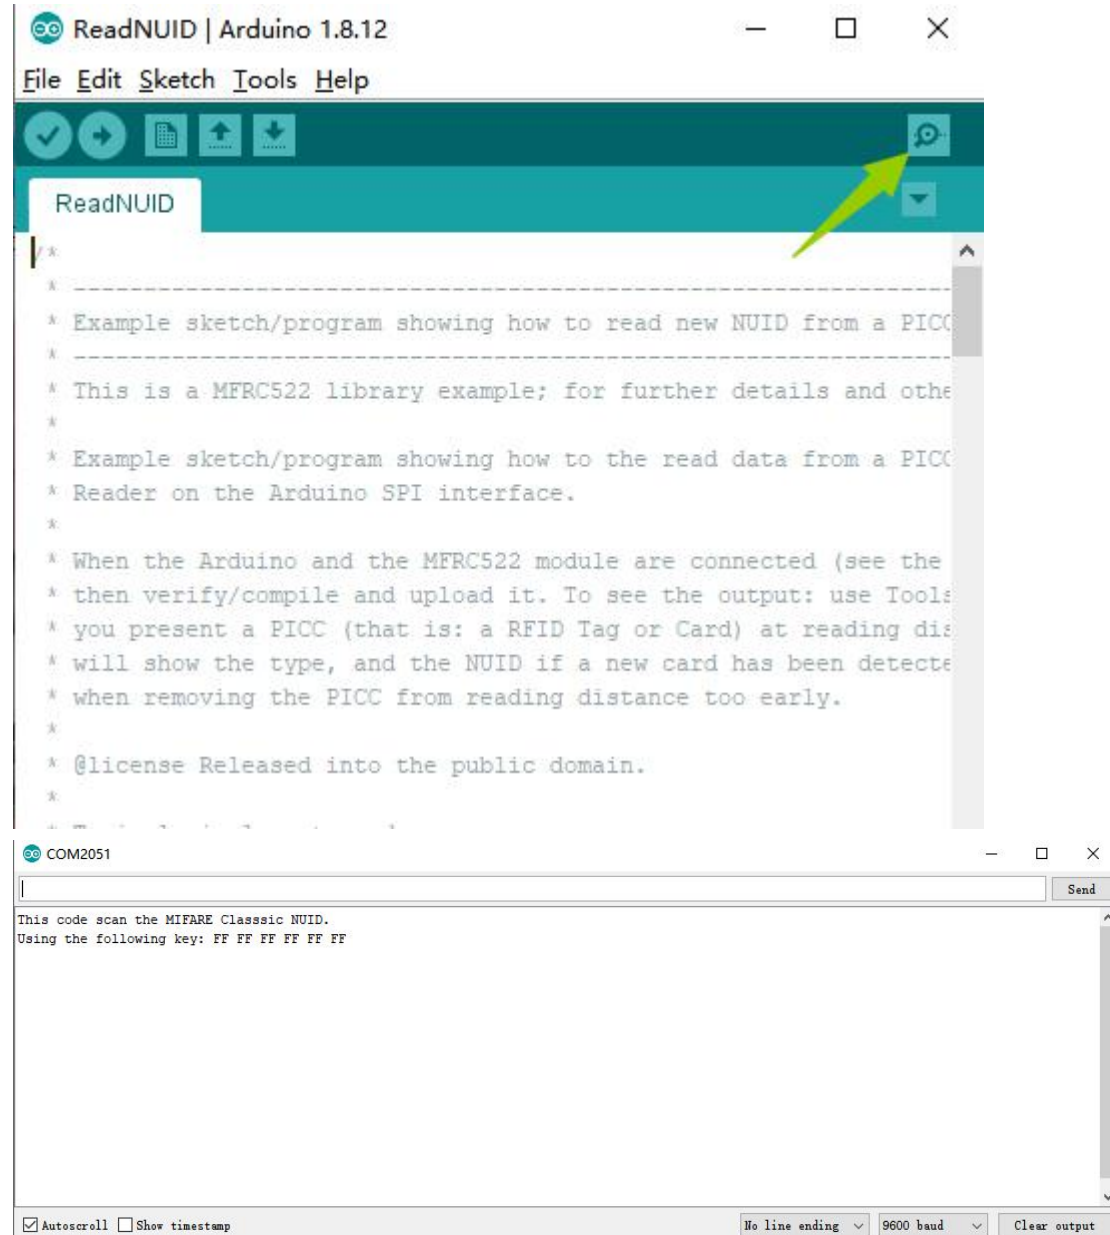 ReadNUID | Arduino 1.8.12
File Edit Sketch Tools Help
ReadNUID
/*
* --------------------------------------------------------------
* Example sketch/program showing how to read new NUID from a PICC
* --------------------------------------------------------------
* This is a MFRC522 library example; for further details and othe
*
* Example sketch/program showing how to the read data from a PICC
* Reader on the Arduino SPI interface.
*
* When the Arduino and the MFRC522 module are connected (see the
* then verify/compile and upload it. To see the output: use Tools
* you present a PICC (that is: a RFID Tag or Card) at reading dis
* will show the type, and the NUID if a new card has been detecte
* when removing the PICC from reading distance too early.
*
* @license Released into the public domain.
*
COM2051
Send
This code scan the MIFARE Classsic NUID.
Using the following key: FF FF FF FF FF FF
Autoscroll Show timestamp No line ending 9600 baud Clear output